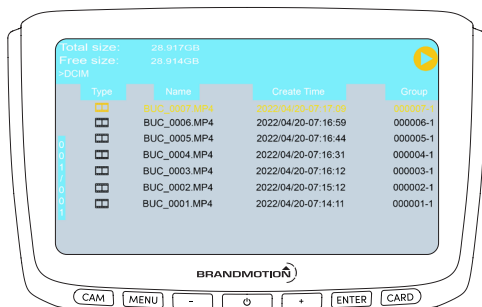 Total size: 28.917GB
Free size: 28.914GB
>DCIM
Type Name Create Time Group
BUC_0006.MP4 2022/04/20-07:16:59 000006-1
BUC_0005.MP4 2022/04/20-07:16:44 000005-1
BUC_0004.MP4 2022/04/20-07:16:31 000004-1
BUC_0003.MP4 2022/04/20-07:16:12 000003-1
BUC_0002.MP4 2022/04/20-07:15:12 000002-1
BUC_0001.MP4 2022/04/20-07:14:11 000001-1
001/001
BRANDMOTION
CAM MENU - + ENTER CARD